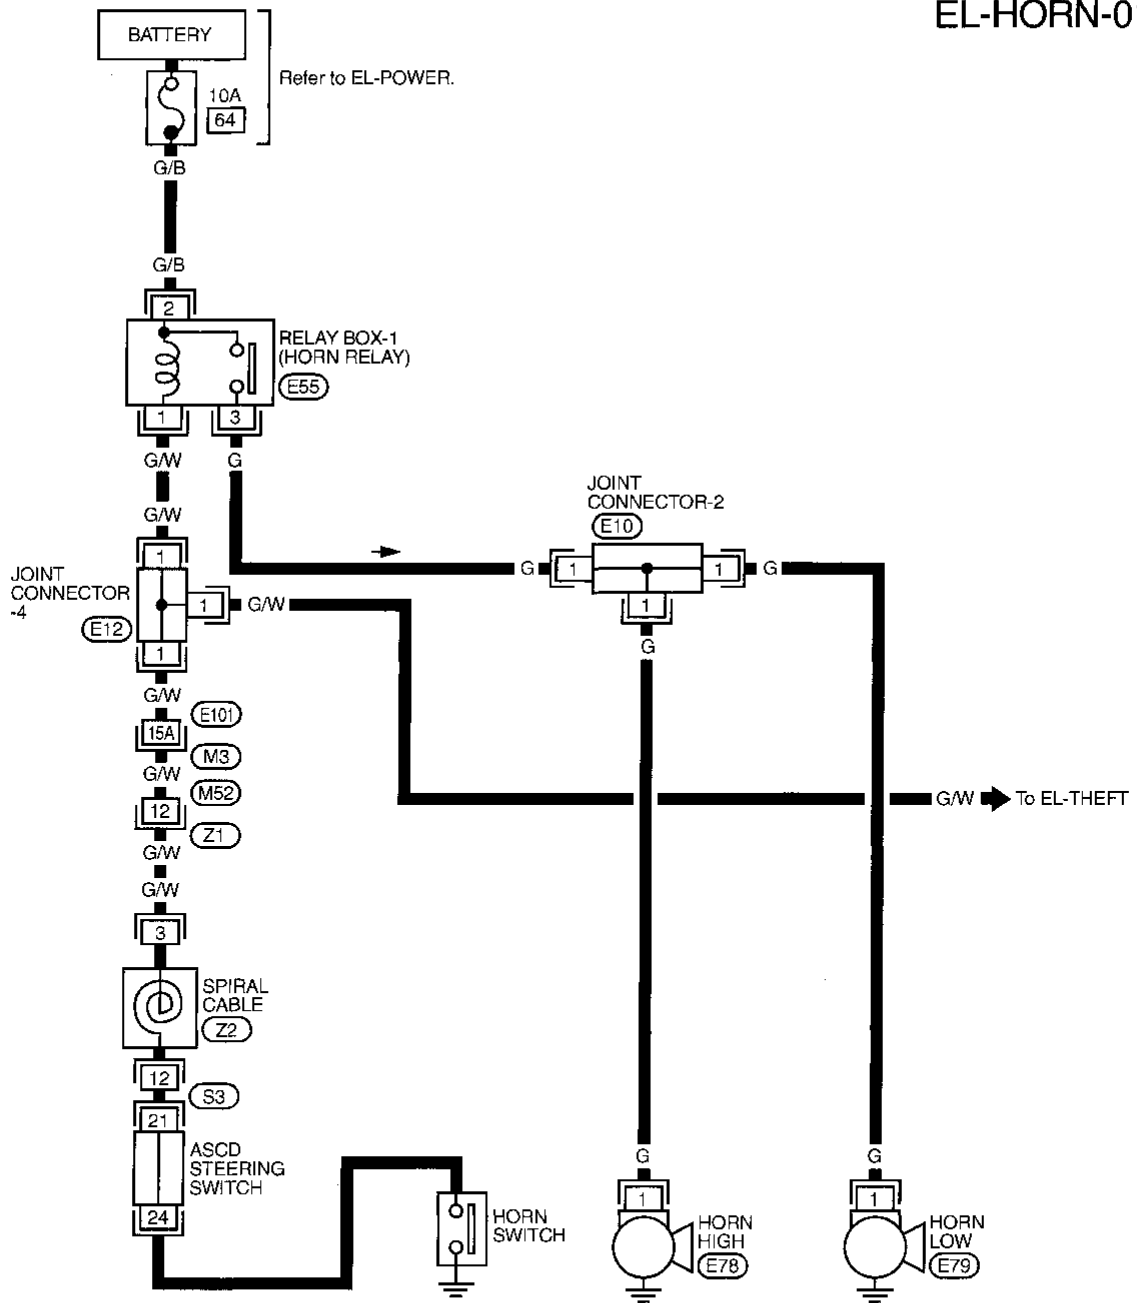 EL-HORN-0
BATTERY
Refer to EL-POWER.
10A
64
G/B
G/B
2
RELAY BOX-1
(HORN RELAY)
E55
1
3
G/W
G
G/W
JOINT
CONNECTOR-2
E10
1
G
1
1
G
JOINT
CONNECTOR
-4
1
G/W
1
E12
1
G
G/W
E101
15A
M3
G/W
M52
12
G/W
To EL-THEFT
Z1
G/W
G/W
3
SPIRAL
CABLE
Z2
12
S3
21
ASCD
STEERING
SWITCH
24
G
G
1
1
HORN
SWITCH
HORN
HIGH
E78
HORN
LOW
E79